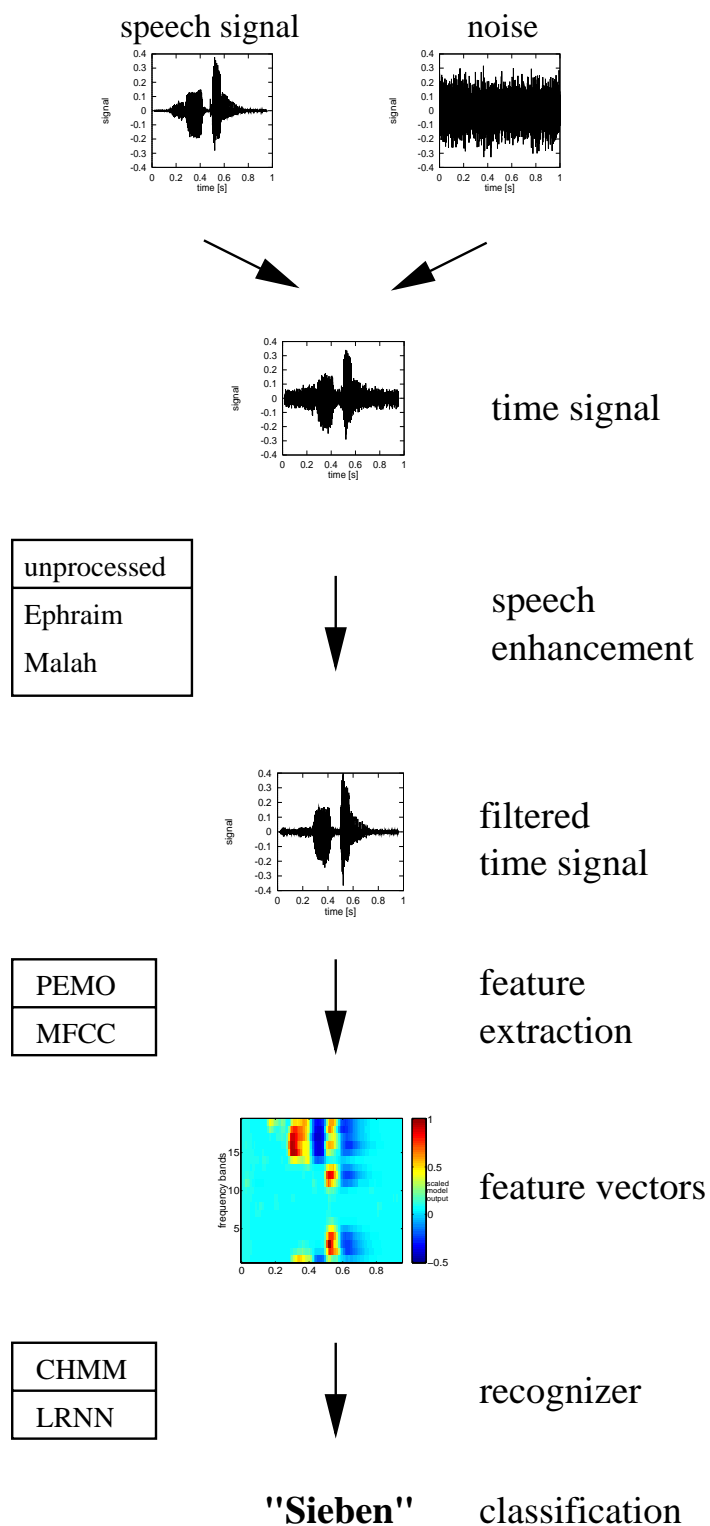 speech signal
noise
0.4
0.3
0.2
0.1
0
-0.1
-0.2
-0.3
-0.4
signal
0 0.2 0.4 0.6 0.8 1
time [s]
0.4
0.3
0.2
0.1
0
-0.1
-0.2
-0.3
-0.4
signal
0 0.2 0.4 0.6 0.8 1
time [s]
0.4
0.3
0.2
0.1
0
-0.1
-0.2
-0.3
-0.4
signal
0 0.2 0.4 0.6 0.8 1
time [s]
time signal
unprocessed
Ephraim
Malah
speech
enhancement
0.4
0.3
0.2
0.1
0
-0.1
-0.2
-0.3
-0.4
signal
0 0.2 0.4 0.6 0.8 1
time [s]
filtered
time signal
PEMO
MFCC
feature
extraction
frequency bands
15
10
5
0 0.2 0.4 0.6 0.8
1
0.5
scaled
model
output
0
−0.5
feature vectors
CHMM
LRNN
recognizer
"Sieben"
classification